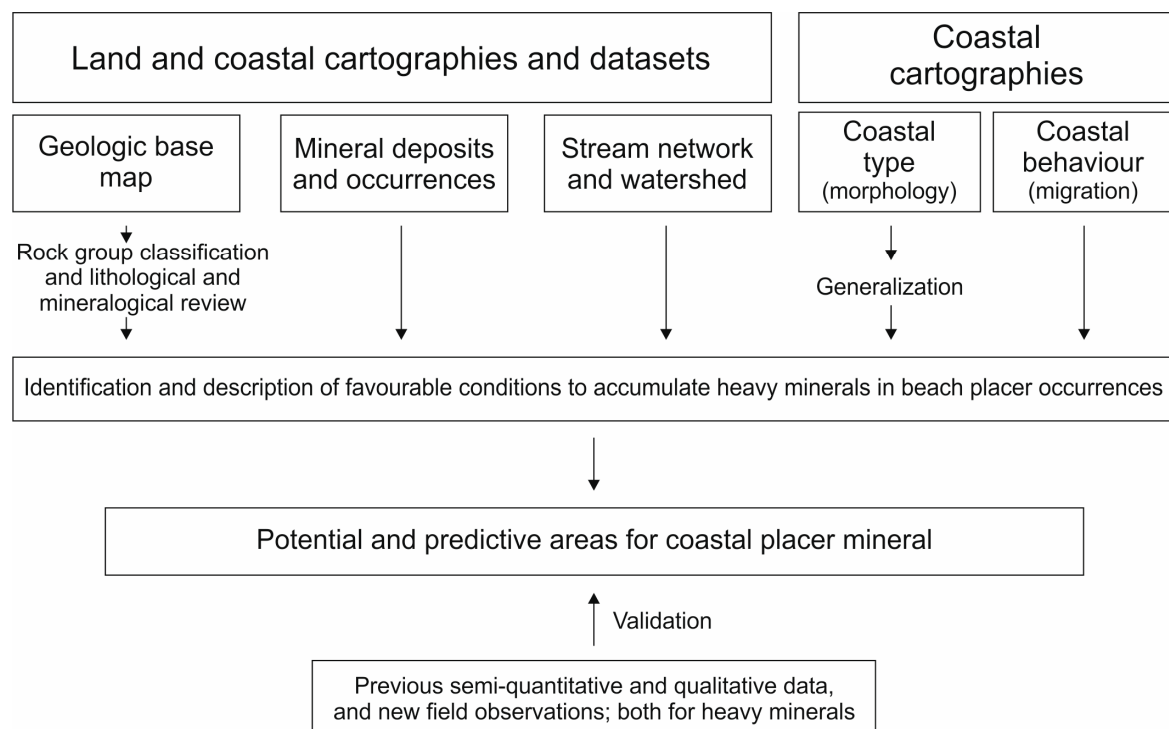 Land and coastal cartographies and datasets
Coastal
cartographies
Geologic base
map
Mineral deposits
and occurrences
Stream network
and watershed
Coastal
type
(morphology)
Coastal
behaviour
(migration)
Rock group classification
and lithological and
mineralogical review
Generalization
Identification and description of favourable conditions to accumulate heavy minerals in beach placer occurrences
Potential and predictive areas for coastal placer mineral
Validation
Previous semi-quantitative and qualitative data,
and new field observations; both for heavy minerals